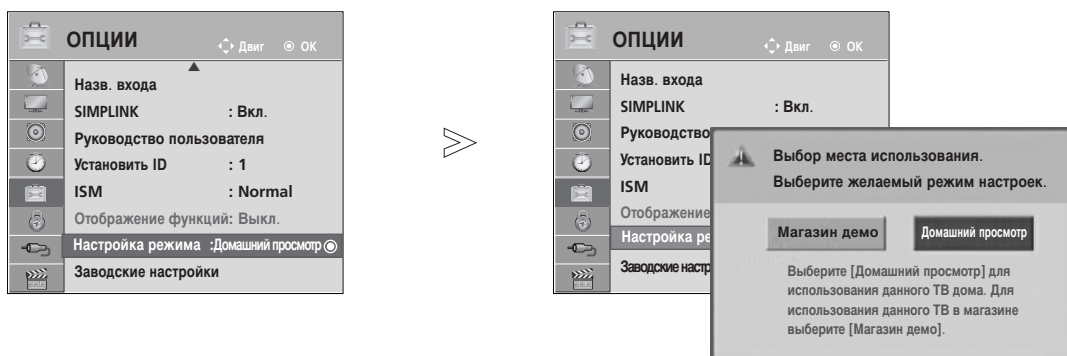 ОПЦИИ
Двиг ОК
Назв. входа
SIMPLINK : Вкл.
Руководство пользователя
Установить ID : 1
ISM : Normal
Отображение функций: Выкл.
Настройка режима :Домашний просмотр
Заводские настройки
ОПЦИИ
Двиг ОК
Назв. входа
SIMPLINK : Вкл.
Руководство
Установить ID
ISM
Отображение
Настройка ре
Заводские настр
Выбор места использования.
Выберите желаемый режим настроек.
Магазин демо
Домашний просмотр
Выберите [Домашний просмотр] для
использования данного ТВ дома. Для
использования данного ТВ в магазине
выберите [Магазин демо].